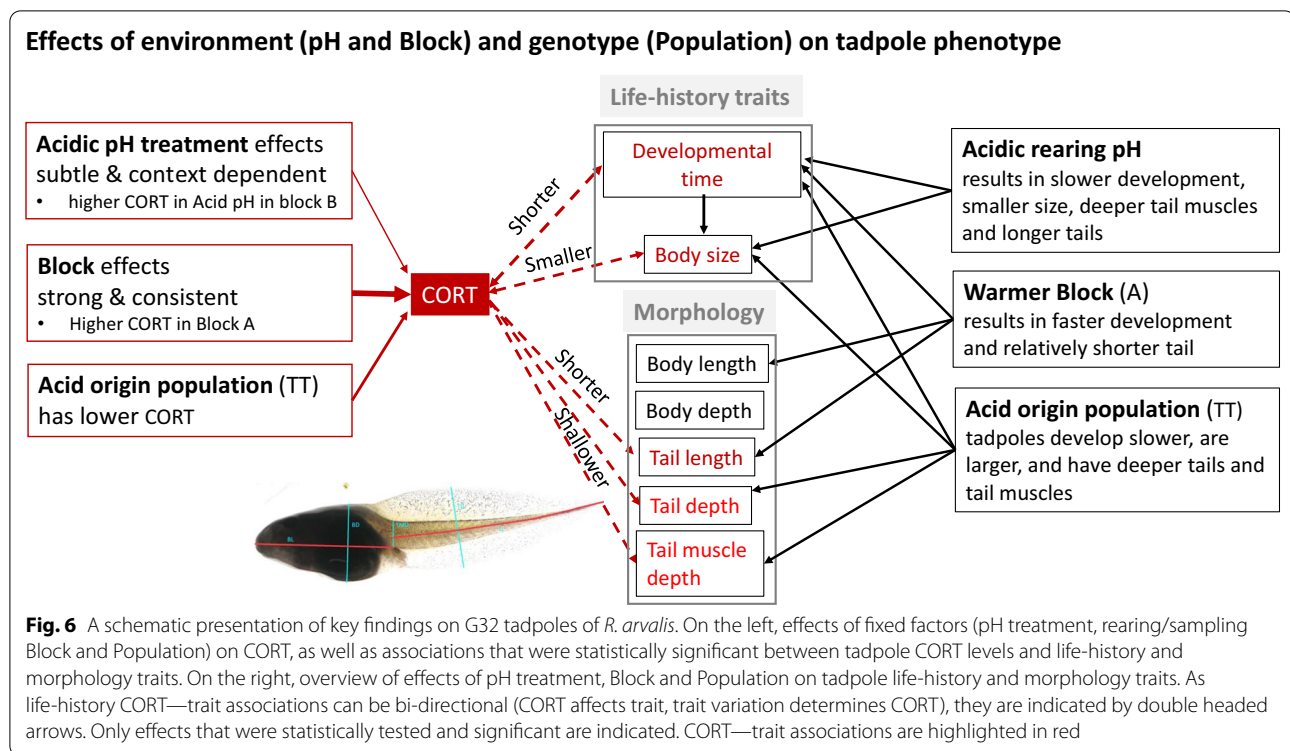 Effects of environment (pH and Block) and genotype (Population) on tadpole phenotype
Acidic pH treatment effects
subtle & context dependent
• higher CORT in Acid pH in block B
Block effects
strong & consistent
• Higher CORT in Block A
Acid origin population (TT)
has lower CORT
CORT
Shorter
Smaller
Shorter
Shallower
Life-history traits
Developmental
time
Body size
Morphology
Body length
Body depth
Tail length
Tail depth
Tail muscle
depth
Acidic rearing pH
results in slower development,
smaller size, deeper tail muscles
and longer tails
Warmer Block (A)
results in faster development
and relatively shorter tail
Acid origin population (TT)
tadpoles develop slower, are
larger, and have deeper tails and
tail muscles
BL
BD
Fig. 6 A schematic presentation of key findings on G32 tadpoles of R. arvalis. On the left, effects of fixed factors (pH treatment, rearing/sampling
Block and Population) on CORT, as well as associations that were statistically significant between tadpole CORT levels and life-history and
morphology traits. On the right, overview of effects of pH treatment, Block and Population on tadpole life-history and morphology traits. As
life-history CORT—trait associations can be bi-directional (CORT affects trait, trait variation determines CORT), they are indicated by double headed
arrows. Only effects that were statistically tested and significant are indicated. CORT—trait associations are highlighted in red